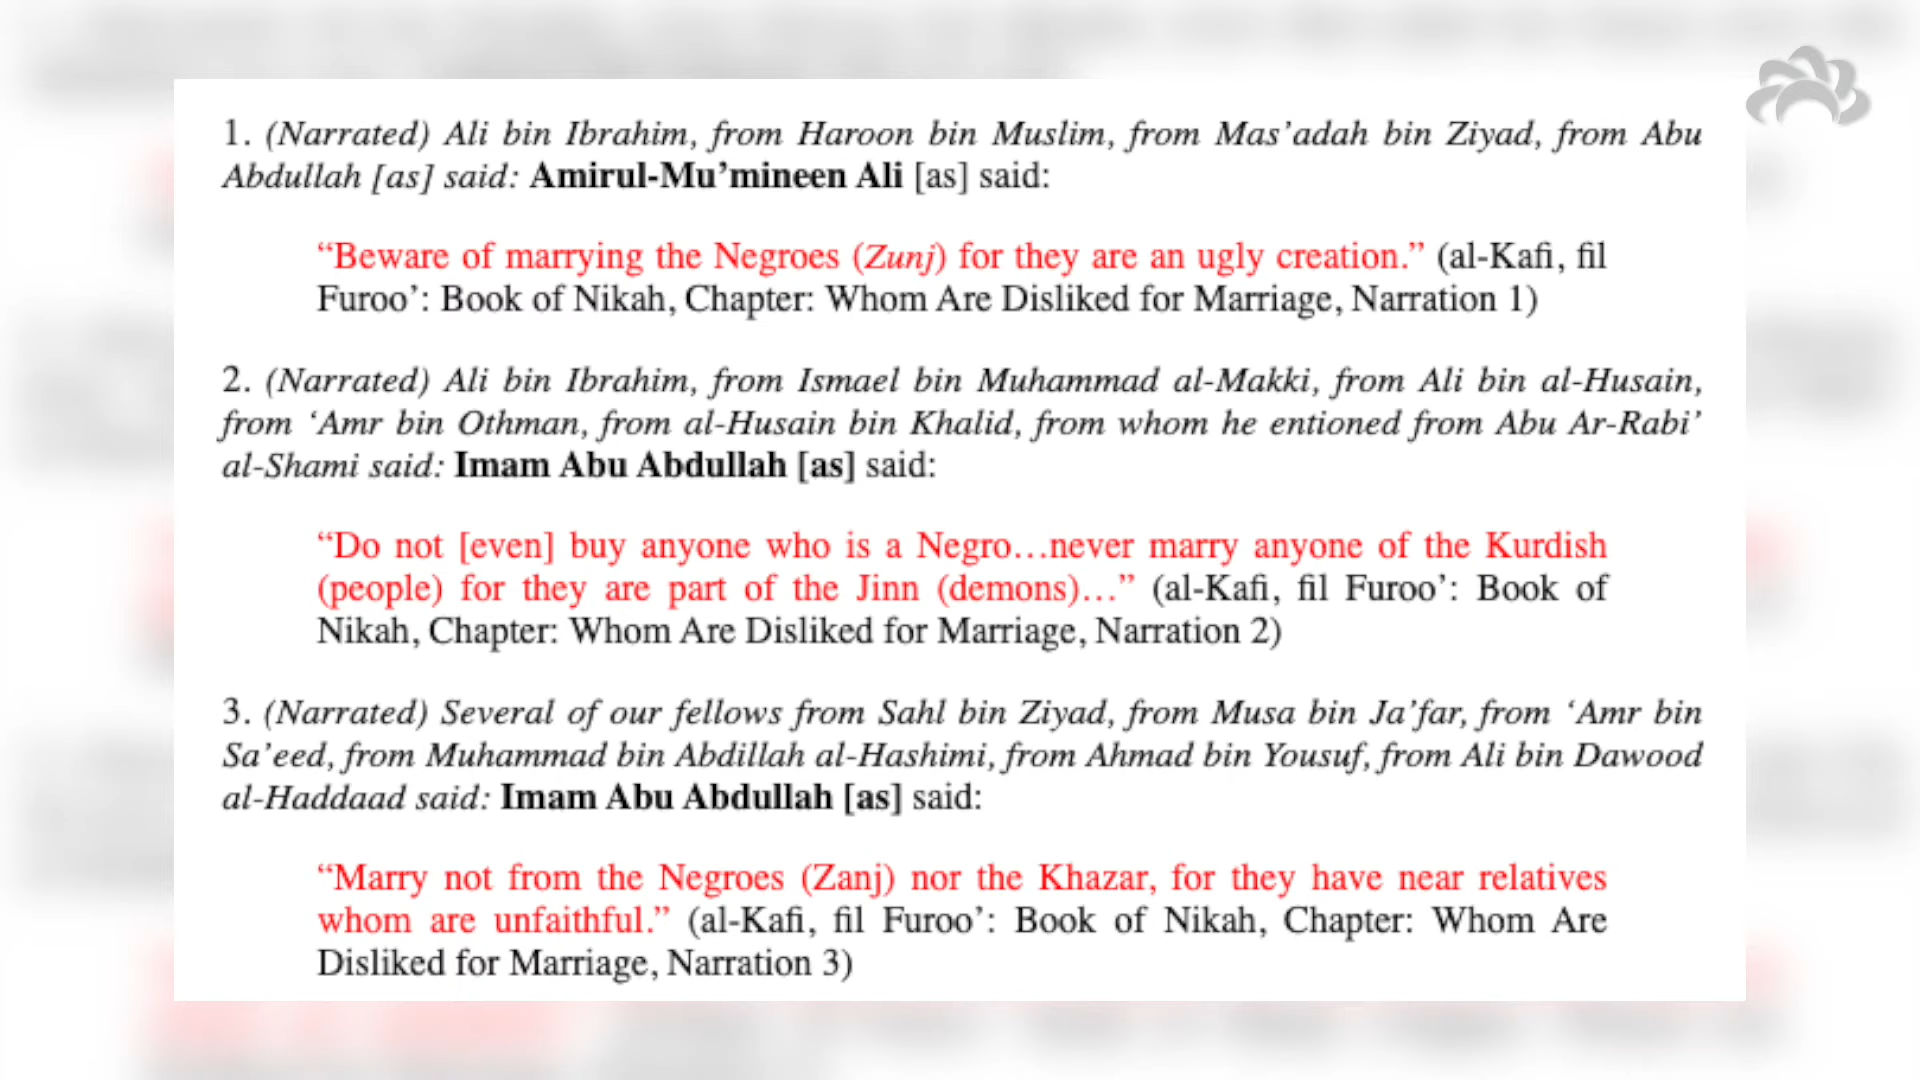 1. (Narrated) Ali bin Ibrahim, from Haroon bin Muslim, from Mas’adah bin Ziyad, from Abu
Abdullah [as] said: Amirul-Mu’mineen Ali [as] said:
“Beware of marrying the Negroes (Zunj) for they are an ugly creation.” (al-Kafi, fil
Furoo’: Book of Nikah, Chapter: Whom Are Disliked for Marriage, Narration 1)
2. (Narrated) Ali bin Ibrahim, from Ismael bin Muhammad al-Makki, from Ali bin al-Husain,
from ‘Amr bin Othman, from al-Husain bin Khalid, from whom he entioned from Abu Ar-Rabi’
al-Shami said: Imam Abu Abdullah [as] said:
“Do not [even] buy anyone who is a Negro…never marry anyone of the Kurdish
(people) for they are part of the Jinn (demons)…” (al-Kafi, fil Furoo’: Book of
Nikah, Chapter: Whom Are Disliked for Marriage, Narration 2)
3. (Narrated) Several of our fellows from Sahl bin Ziyad, from Musa bin Ja’far, from ‘Amr bin
Sa’eed, from Muhammad bin Abdillah al-Hashimi, from Ahmad bin Yousuf, from Ali bin Dawood
al-Haddaad said: Imam Abu Abdullah [as] said:
“Marry not from the Negroes (Zanj) nor the Khazar, for they have near relatives
whom are unfaithful.” (al-Kafi, fil Furoo’: Book of Nikah, Chapter: Whom Are
Disliked for Marriage, Narration 3)